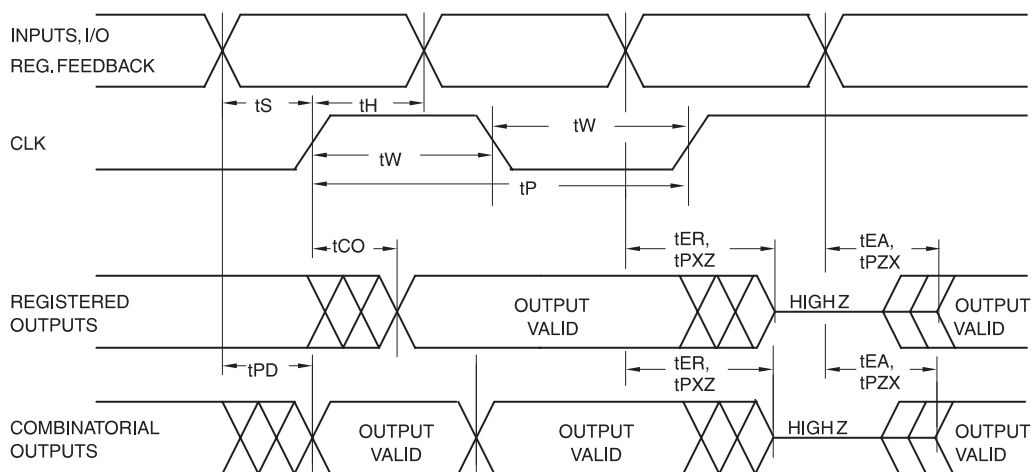 INPUTS, I/O
REG. FEEDBACK
tS
tH
CLK
tW
tW
tP
tCO
tER,
tPXZ
tEA,
tPZX
REGISTERED
OUTPUTS
OUTPUT
VALID
HIGH Z
OUTPUT
VALID
tPD
tER,
tPXZ
tEA,
tPZX
COMBINATORIAL
OUTPUTS
OUTPUT
VALID
OUTPUT
VALID
HIGH Z
OUTPUT
VALID